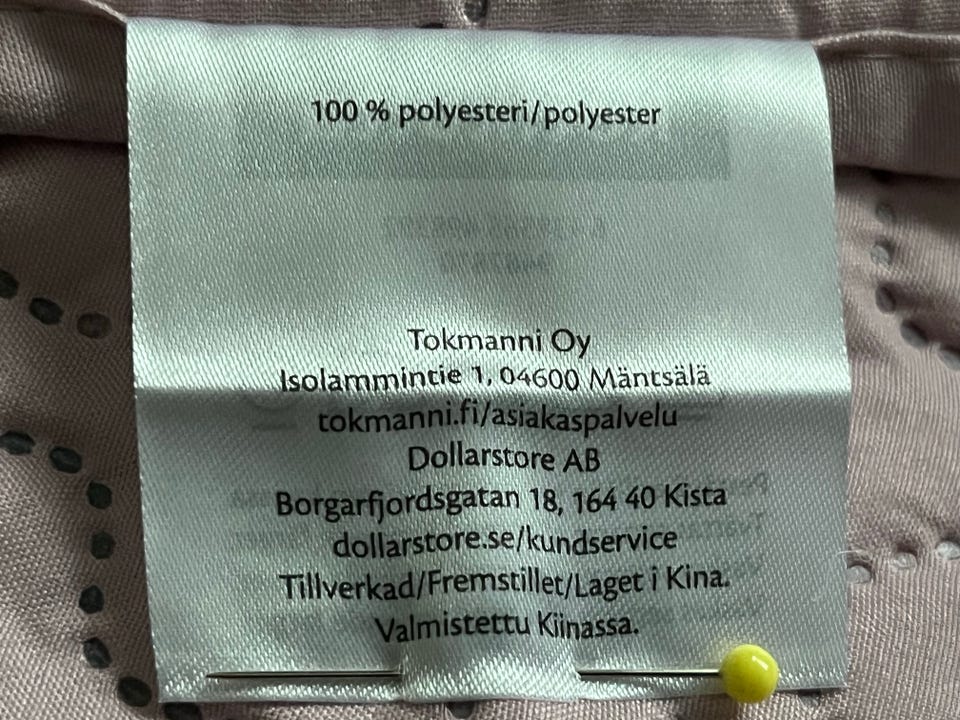 100 % polyesteri/polyester
Tokmanni Oy
Isolammintie 1, 04600 Mäntsälä
tokmanni.fi/asiakaspalvelu
Dollarstore AB
Borgarfjordsgatan 18, 164 40 Kista
dollarstore.se/kundservice
Tillverkad/Fremstillet/Laget i Kina.
Valmistettu Kiinassa.